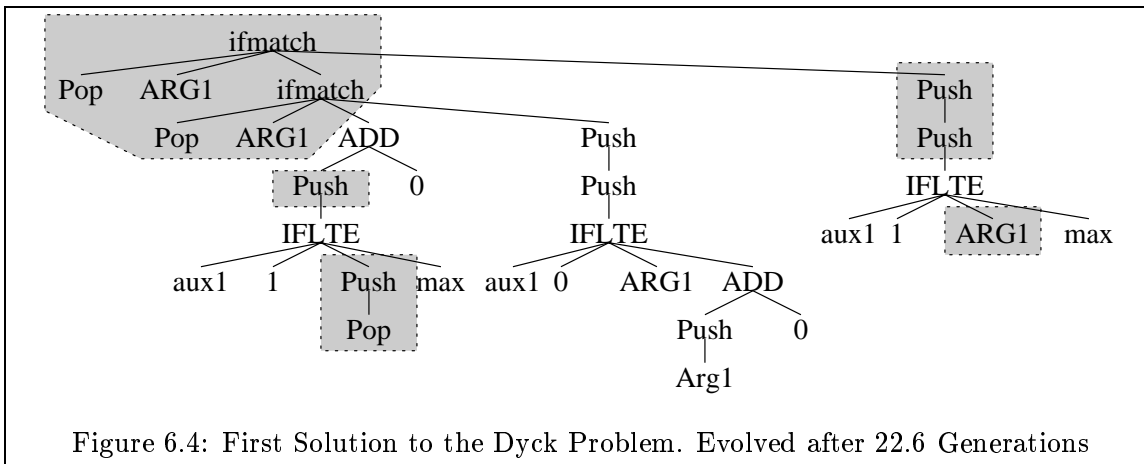 ifmatch
Pop ARG1 ifmatch Push
Pop ARG1 ADD Push Push
Push 0 Push IFLTE
IFLTE IFLTE aux1 1 ARG1 max
aux1 1 Push max aux1 0 ARG1 ADD
Pop Push 0
Arg1
Figure 6.4: First Solution to the Dyck Problem. Evolved after 22.6 Generations